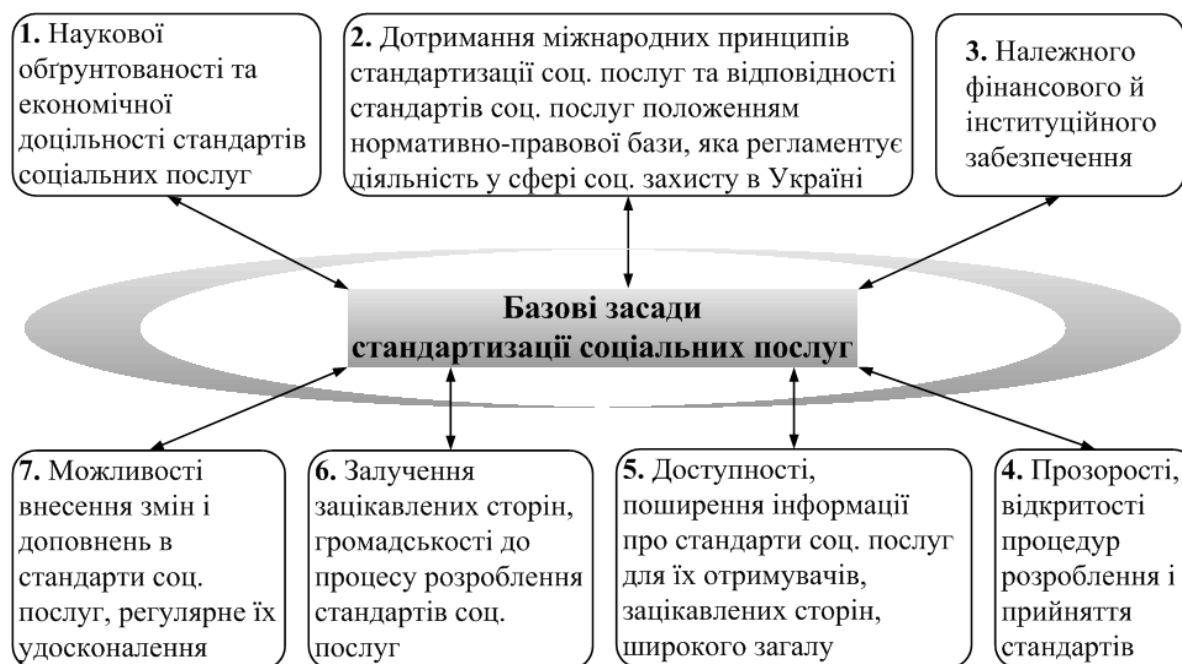 1. Наукової
обґрунтованості та
економічної
доцільності стандартів
соціальних послуг
2. Дотримання міжнародних принципів
стандартизації соц. послуг та відповідності
стандартів соц. послуг положенням
нормативно-правової бази, яка регламентує
діяльність у сфері соц. захисту в Україні
3. Належного
фінансового й
інституційного
забезпечення
Базові засади
стандартизації соціальних послуг
7. Можливості
внесення змін і
доповнень в
стандарти соц.
послуг, регулярне їх
удосконалення
6. Залучення
зацікавлених сторін,
громадськості до
процесу розроблення
стандартів соц.
послуг
5. Доступності,
поширення інформації
про стандарти соц. послуг
для їх отримувачів,
зацікавлених сторін,
широкого загалу
4. Прозорості,
відкритості
процедур
розроблення і
прийняття
стандартів